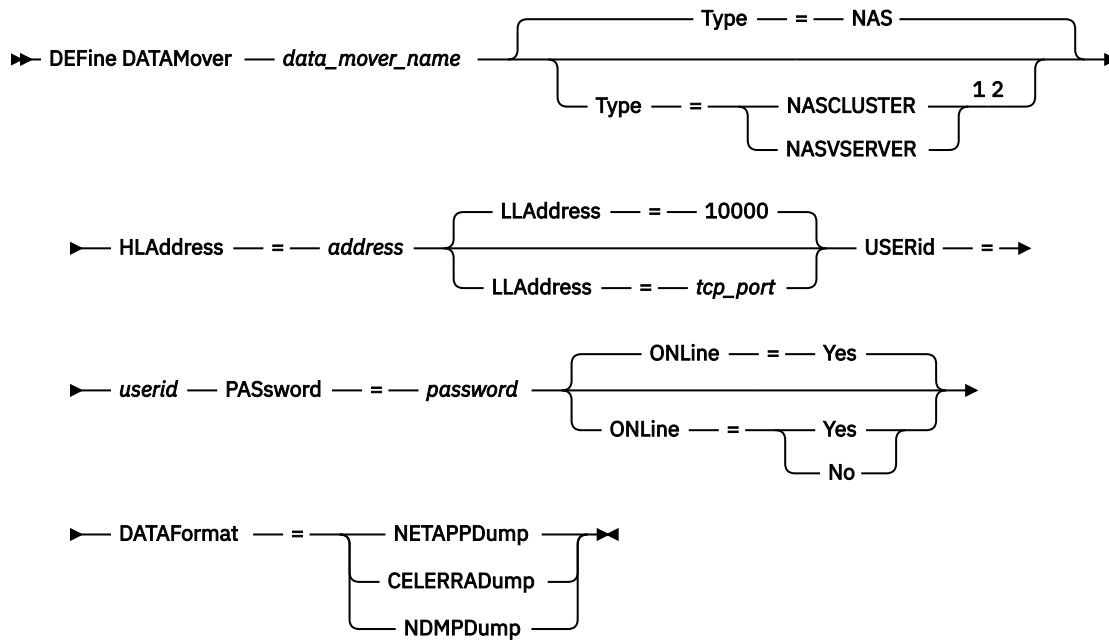 Type = NAS
DEFine DATAMover data_mover_name
Type = NASCLUSTER 1 2
NASVSERVER
LLAddress = 10000
HLAddress = address USERid =
LLAddress = tcp_port
ONLine = Yes
userid PASsword = password
ONLine = Yes
No
DATAFormat = NETAPPDump
CELERRADump
NDMPDump